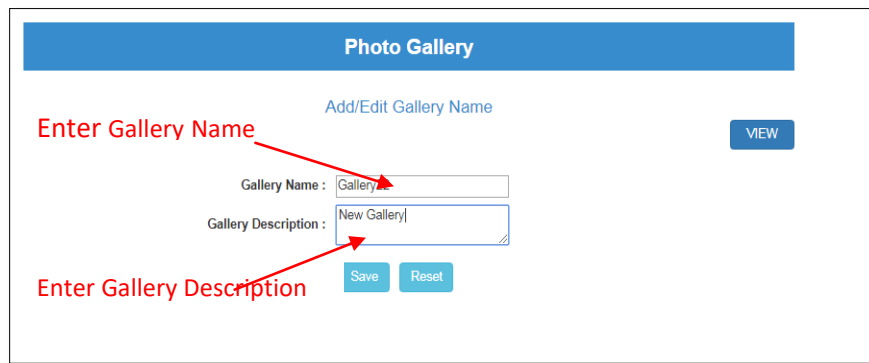 Photo Gallery
Add/Edit Gallery Name
Enter Gallery Name
VIEW
Gallery Name :
Gallery Description : New Gallery
Save Reset
Enter Gallery Description